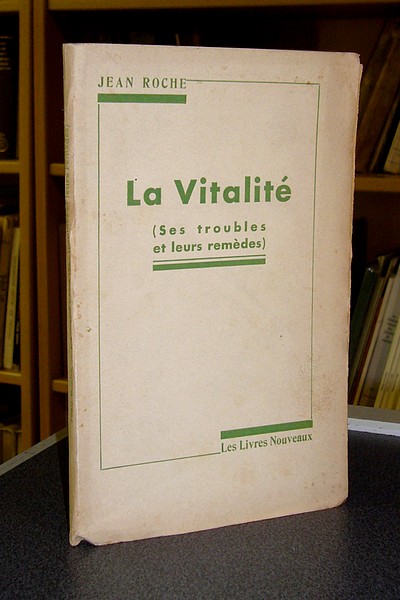 JEAN ROCHE
La Vitalité
(Ses troubles
et leurs remèdes)
Les Livres Nouveaux